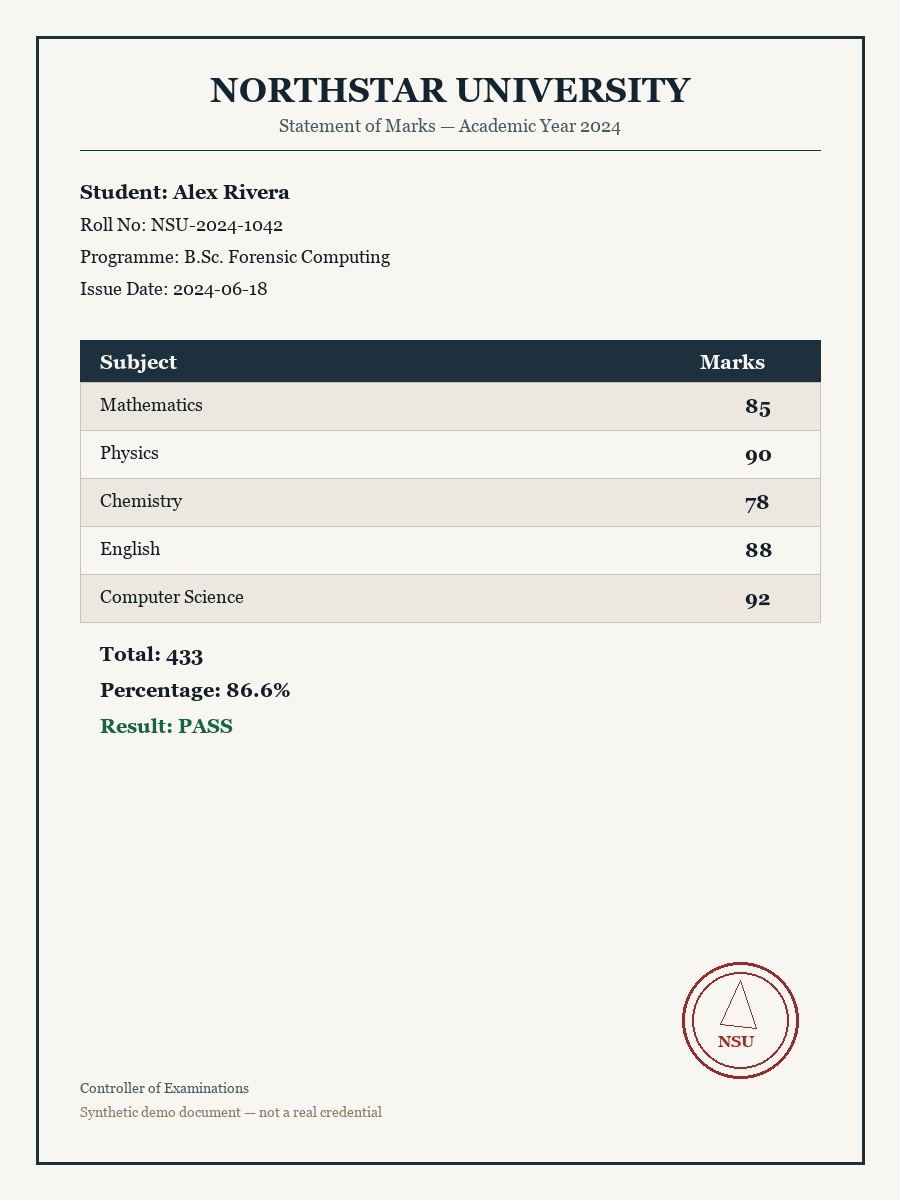 NORTHSTAR UNIVERSITY
Statement of Marks — Academic Year 2024
Student: Alex Rivera
Roll No: NSU-2024-1042
Programme: B.Sc. Forensic Computing
Issue Date: 2024-06-18
Subject Marks
Mathematics 85
Physics 90
Chemistry 78
English 88
Computer Science 92
Total: 433
Percentage: 86.6%
Result: PASS
NSU
Controller of Examinations
Synthetic demo document — not a real credential